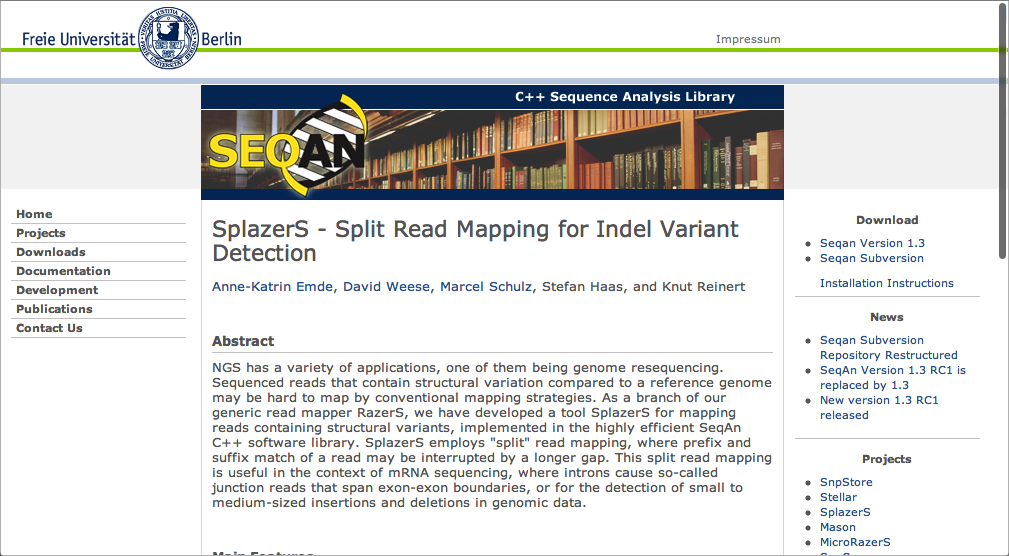 Freie Universität Berlin
Impressum
C++ Sequence Analysis Library
SEQAN
Home
Projects
Downloads
Documentation
Development
Publications
Contact Us
SplazerS - Split Read Mapping for Indel Variant
Detection
Anne-Katrin Emde, David Weese, Marcel Schulz, Stefan Haas, and Knut Reinert
Abstract
NGS has a variety of applications, one of them being genome resequencing.
Sequenced reads that contain structural variation compared to a reference genome
may be hard to map by conventional mapping strategies. As a branch of our
generic read mapper RazerS, we have developed a tool SplazerS for mapping
reads containing structural variants, implemented in the highly efficient SeqAn
C++ software library. SplazerS employs "split" read mapping, where prefix and
suffix match of a read may be interrupted by a longer gap. This split read mapping
is useful in the context of mRNA sequencing, where introns cause so-called
junction reads that span exon-exon boundaries, or for the detection of small to
medium-sized insertions and deletions in genomic data.
Main Features
Download
Seqan Version 1.3
Seqan Subversion
Installation Instructions
News
Seqan Subversion
Repository Restructured
SeqAn Version 1.3 RC1 is
replaced by 1.3
New version 1.3 RC1
released
Projects
SnpStore
Stellar
SplazerS
Mason
MicroRazerS